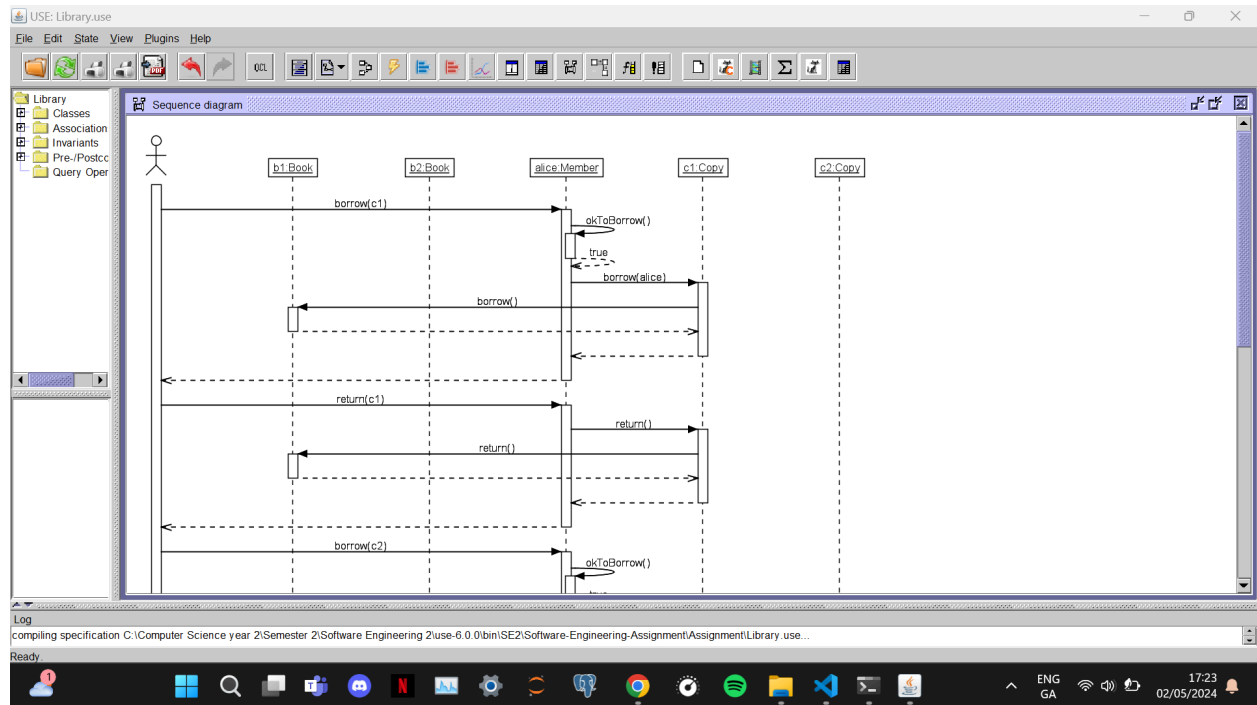 USE: Library.use
File Edit State View Plugins Help
OCL
Library
Classes
Association
Invariants
Pre-/Postcc
Query Oper
Sequence diagram
b1:Book b2:Book alice:Member c1:Copy c2:Copy
borrow(c1)
okToBorrow()
true
borrow(alice)
borrow()
return(c1)
return()
return()
borrow(c2)
okToBorrow()
Log
compiling specification C:\Computer Science year 2\Semester 2\Software Engineering 2\use-6.0.0\bin\SE2\Software-Engineering-Assignment\Assignment\Library.use...
Ready.
1
ENG 17:23
GA 02/05/2024